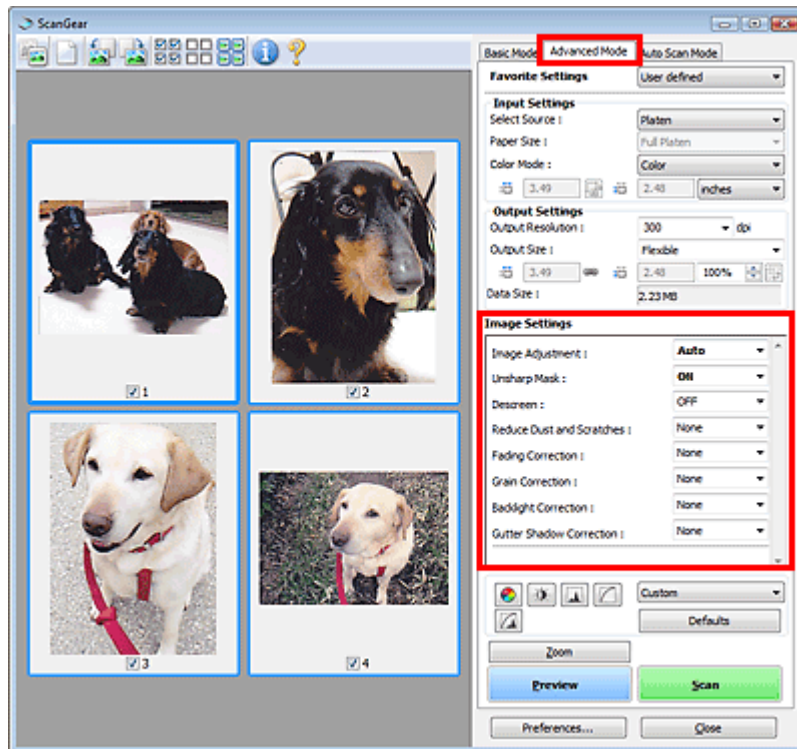 ScanGear
Basic Mode Advanced Mode Auto Scan Mode
Favorite Settings User defined
Input Settings
Select Source : Platen
Paper Size : Full Platen
Color Mode : Color
3.49 2.48 inches
Output Settings
Output Resolution : 300 dpi
Output Size : Flexible
3.49 2.48 100%
Data Size : 2.23 MB
Image Settings
Image Adjustment : Auto
Unsharp Mask : ON
Descreen : OFF
Reduce Dust and Scratches : None
Fading Correction : None
Grain Correction : None
Backlight Correction : None
Gutter Shadow Correction : None
1
2
3
4
Custom
Defaults
Zoom
Preview Scan
Preferences... Close